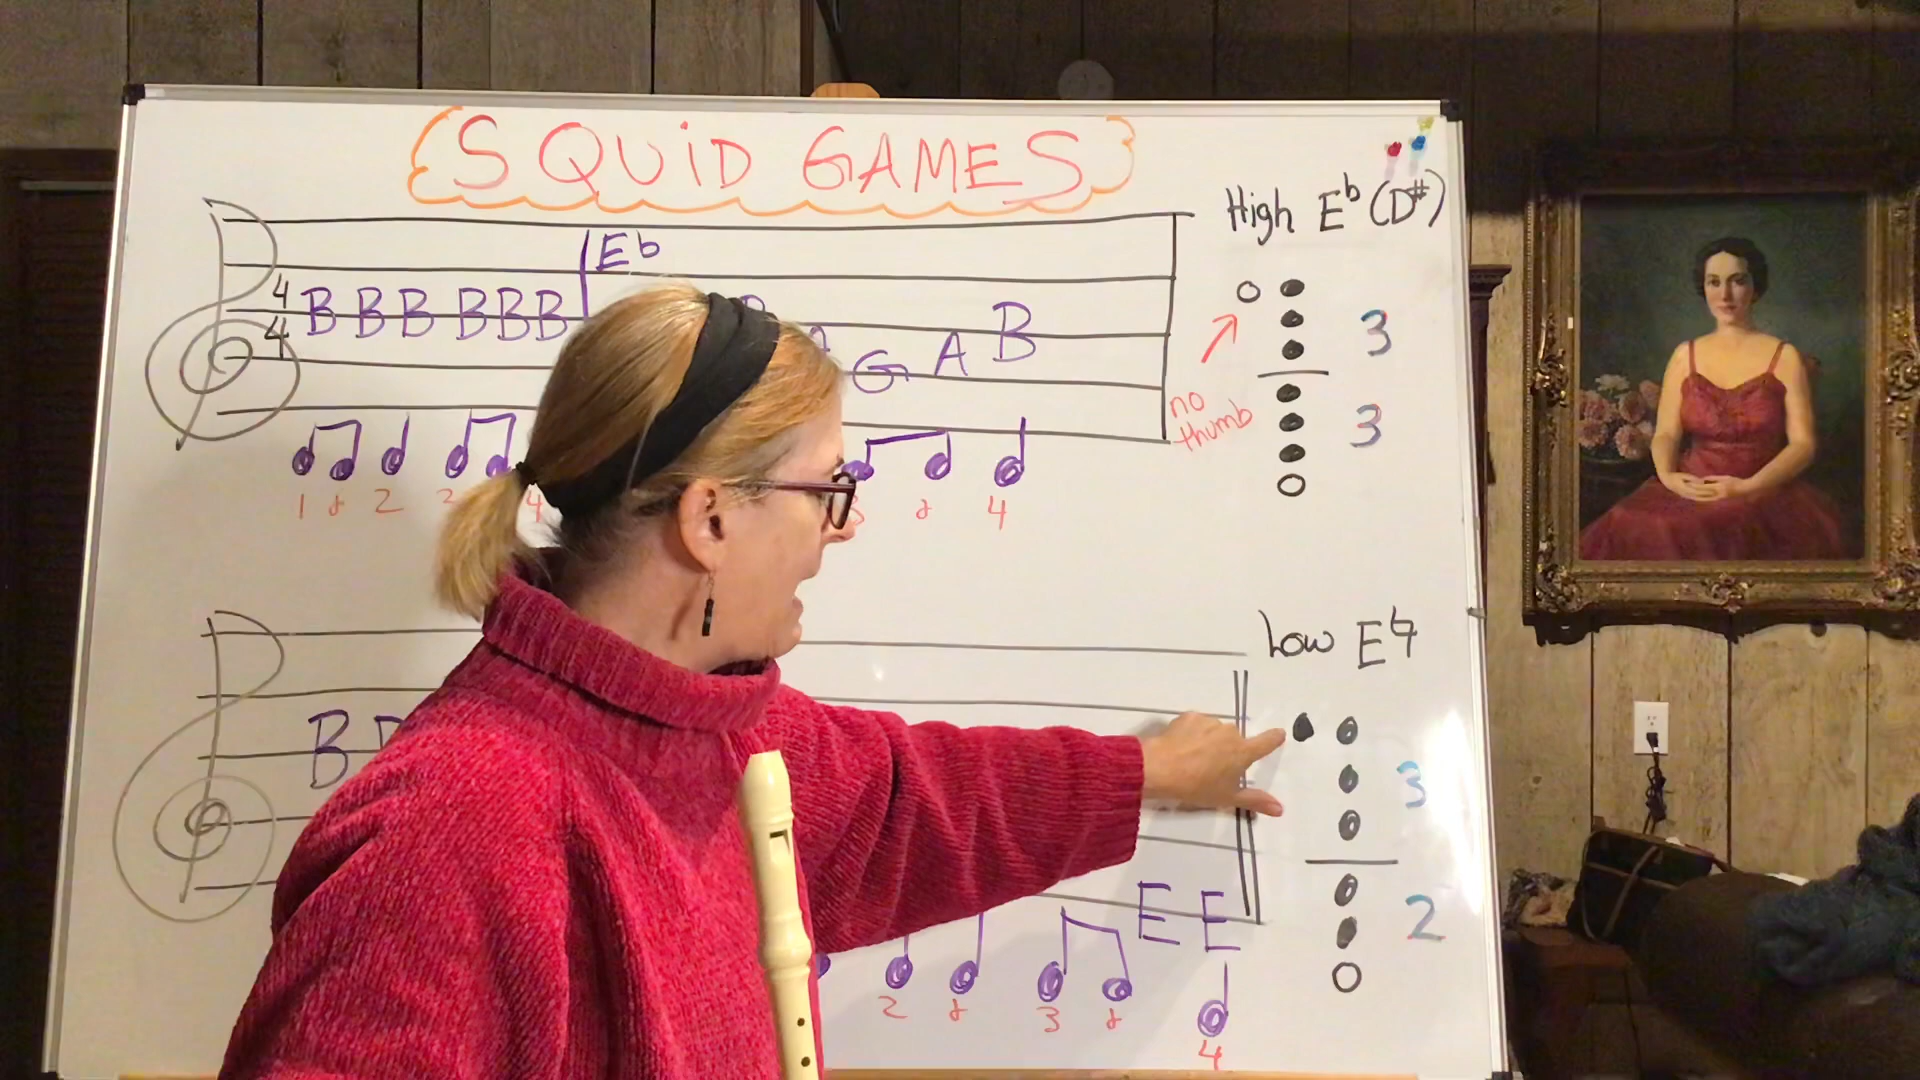 SQUiD GAMES
High E♭ (D#)
E♭
4
4
B B B B B B
G A B
3
no
thumb
3
1 & 2 4
3 & 4
Low E♮
B
3
E E
2
2 & 3 & 4